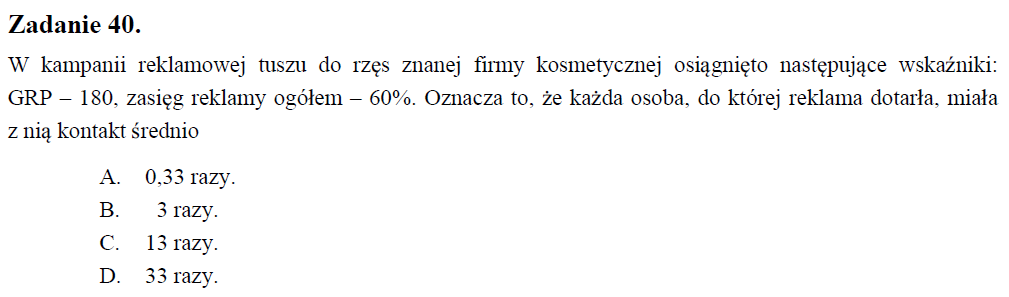 Zadanie 40.
W kampanii reklamowej tuszu do rzęs znanej firmy kosmetycznej osiągnięto następujące wskaźniki:
GRP – 180, zasięg reklamy ogółem – 60%. Oznacza to, że każda osoba, do której reklama dotarła, miała
z nią kontakt średnio
A. 0,33 razy.
B. 3 razy.
C. 13 razy.
D. 33 razy.